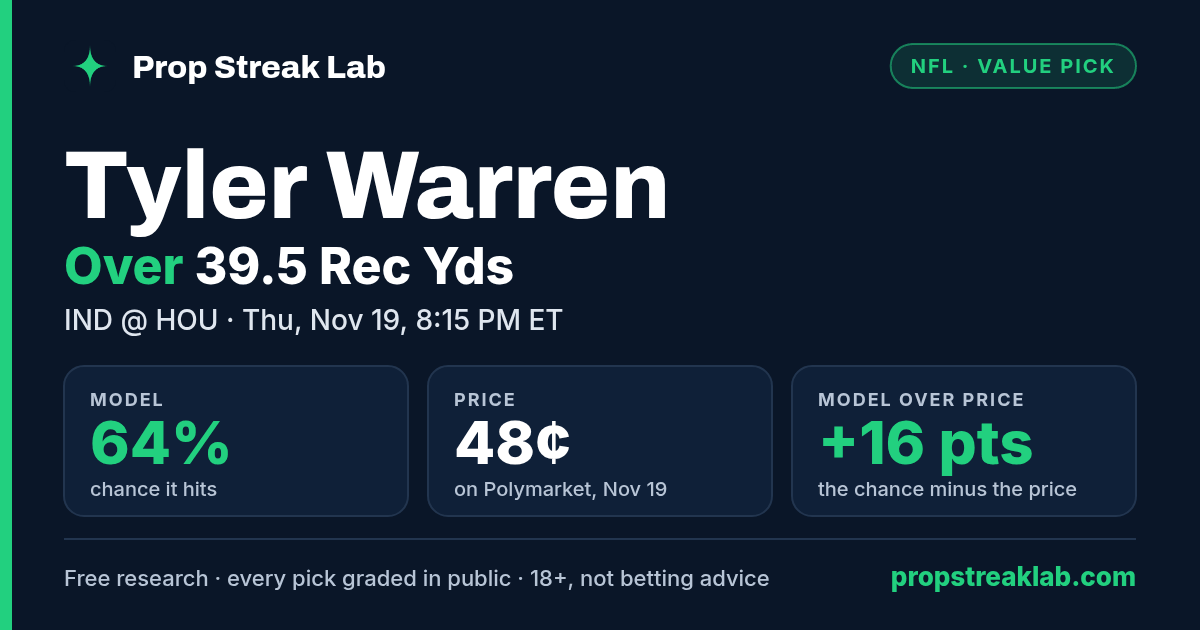 Prop Streak Lab
NFL · VALUE PICK
Tyler Warren
Over 39.5 Rec Yds
IND @ HOU · Thu, Nov 19, 8:15 PM ET
MODEL
64%
chance it hits
PRICE
48¢
on Polymarket, Nov 19
MODEL OVER PRICE
+16 pts
the chance minus the price
Free research · every pick graded in public · 18+, not betting advice
propstreaklab.com